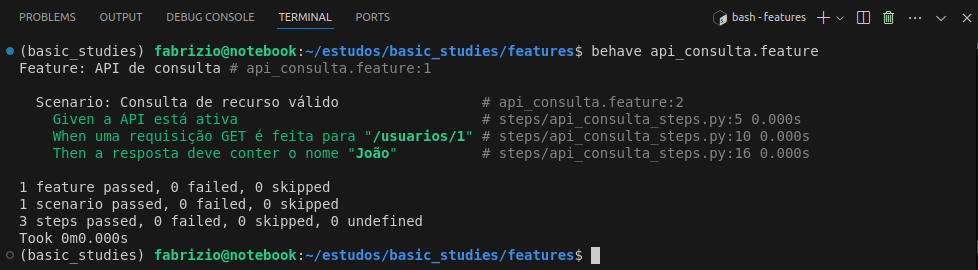 PROBLEMS OUTPUT DEBUG CONSOLE TERMINAL PORTS bash - features
(basic_studies) fabrizio@notebook:~/estudos/basic_studies/features$ behave api_consulta.feature
Feature: API de consulta # api_consulta.feature:1
Scenario: Consulta de recurso válido # api_consulta.feature:2
Given a API está ativa # steps/api_consulta_steps.py:5 0.000s
When uma requisição GET é feita para "/usuarios/1" # steps/api_consulta_steps.py:10 0.000s
Then a resposta deve conter o nome "João" # steps/api_consulta_steps.py:16 0.000s
1 feature passed, 0 failed, 0 skipped
1 scenario passed, 0 failed, 0 skipped
3 steps passed, 0 failed, 0 skipped, 0 undefined
Took 0m0.000s
(basic_studies) fabrizio@notebook:~/estudos/basic_studies/features$